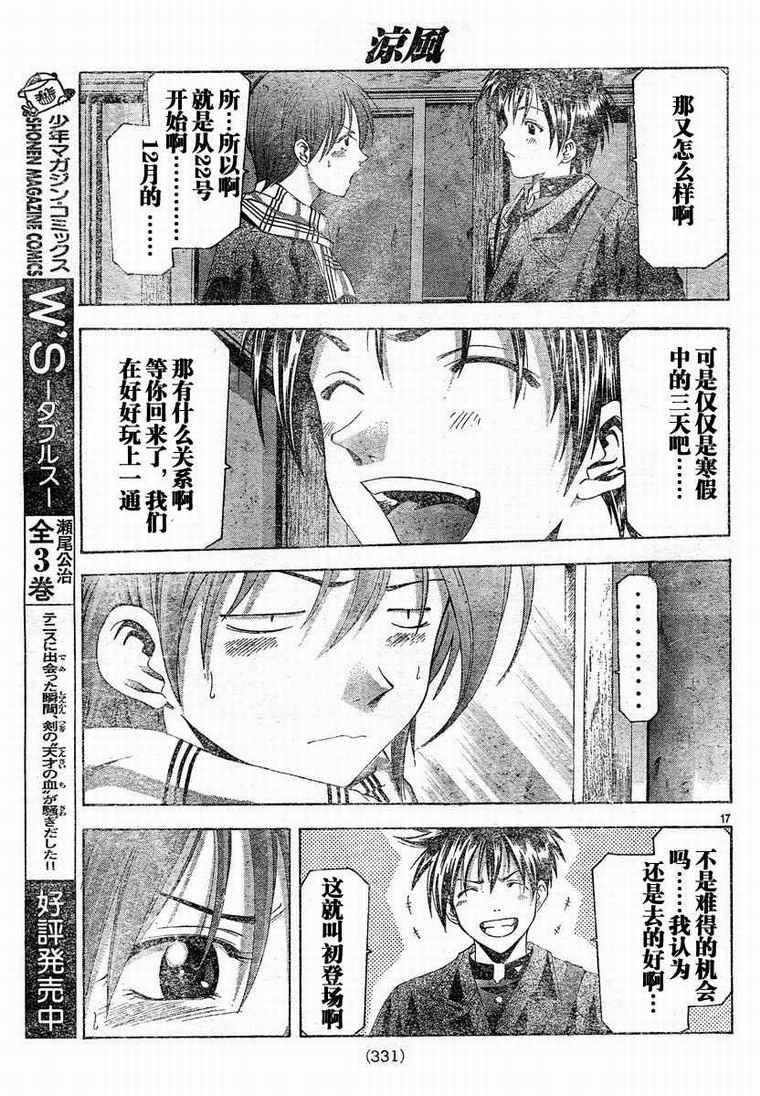 涼風
那又怎么样啊
所…所以啊
就是从22号
开始啊………
12月的……
可是仅仅是寒假
中的三天吧……
那有什么关系啊
等你回来了，我们
在好好玩上一通
…………
17
不是难得的机会
吗……我认为
还是去的好啊…
这就叫初登场啊
少年マガジン・コミックス
SHONEN MAGAZINE COMICS
W'S
ーダブルスー
瀬尾公治
全3巻
テニスに出会った瞬間、剣の“天才の血”が騒ぎだした!!
好評発売中
(331)